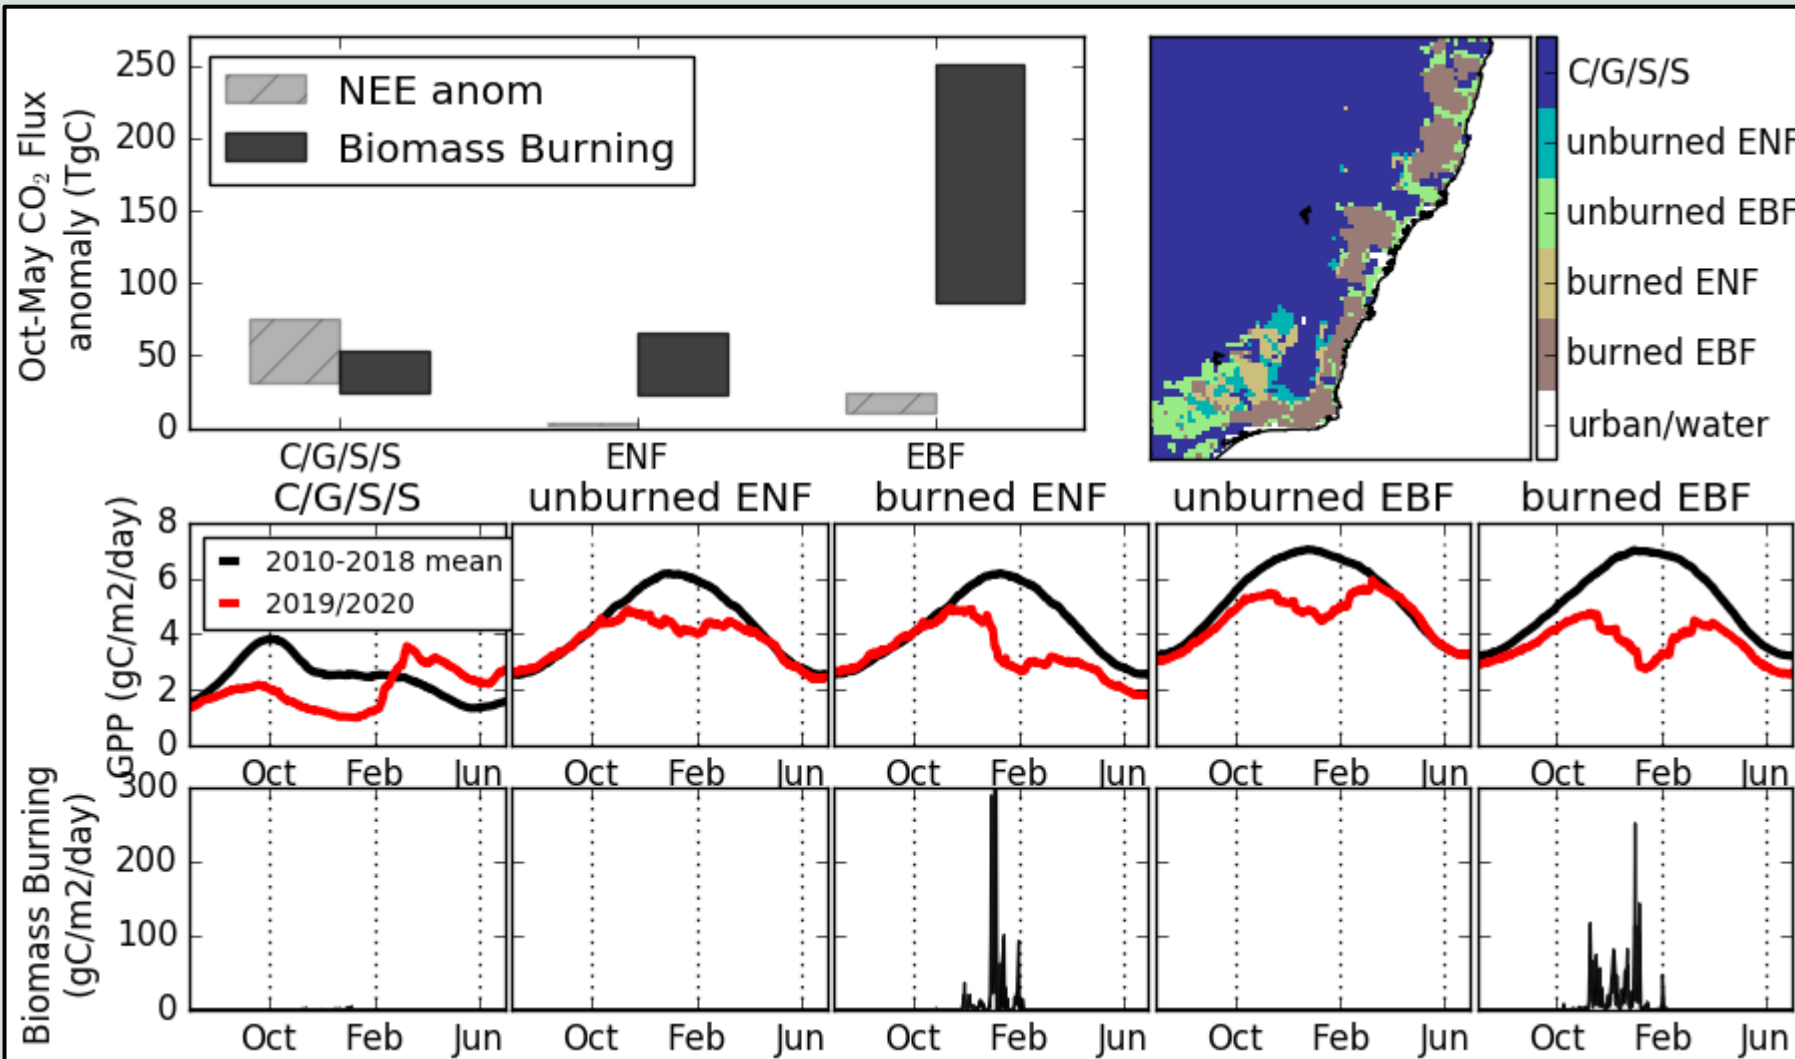 Oct-May CO₂ Flux
anomaly (TgC)
250
200
150
100
50
0
NEE anom
Biomass Burning
C/G/S/S
ENF
EBF
C/G/S/S
unburned ENF
unburned EBF
burned ENF
burned EBF
urban/water
C/G/S/S
unburned ENF
burned ENF
unburned EBF
burned EBF
GPP (gC/m2/day)
8
6
4
2
0
2010-2018 mean
2019/2020
Oct Feb Jun
Oct Feb Jun
Oct Feb Jun
Oct Feb Jun
Oct Feb Jun
Biomass Burning
(gC/m2/day)
300
200
100
0
Oct Feb Jun
Oct Feb Jun
Oct Feb Jun
Oct Feb Jun
Oct Feb Jun